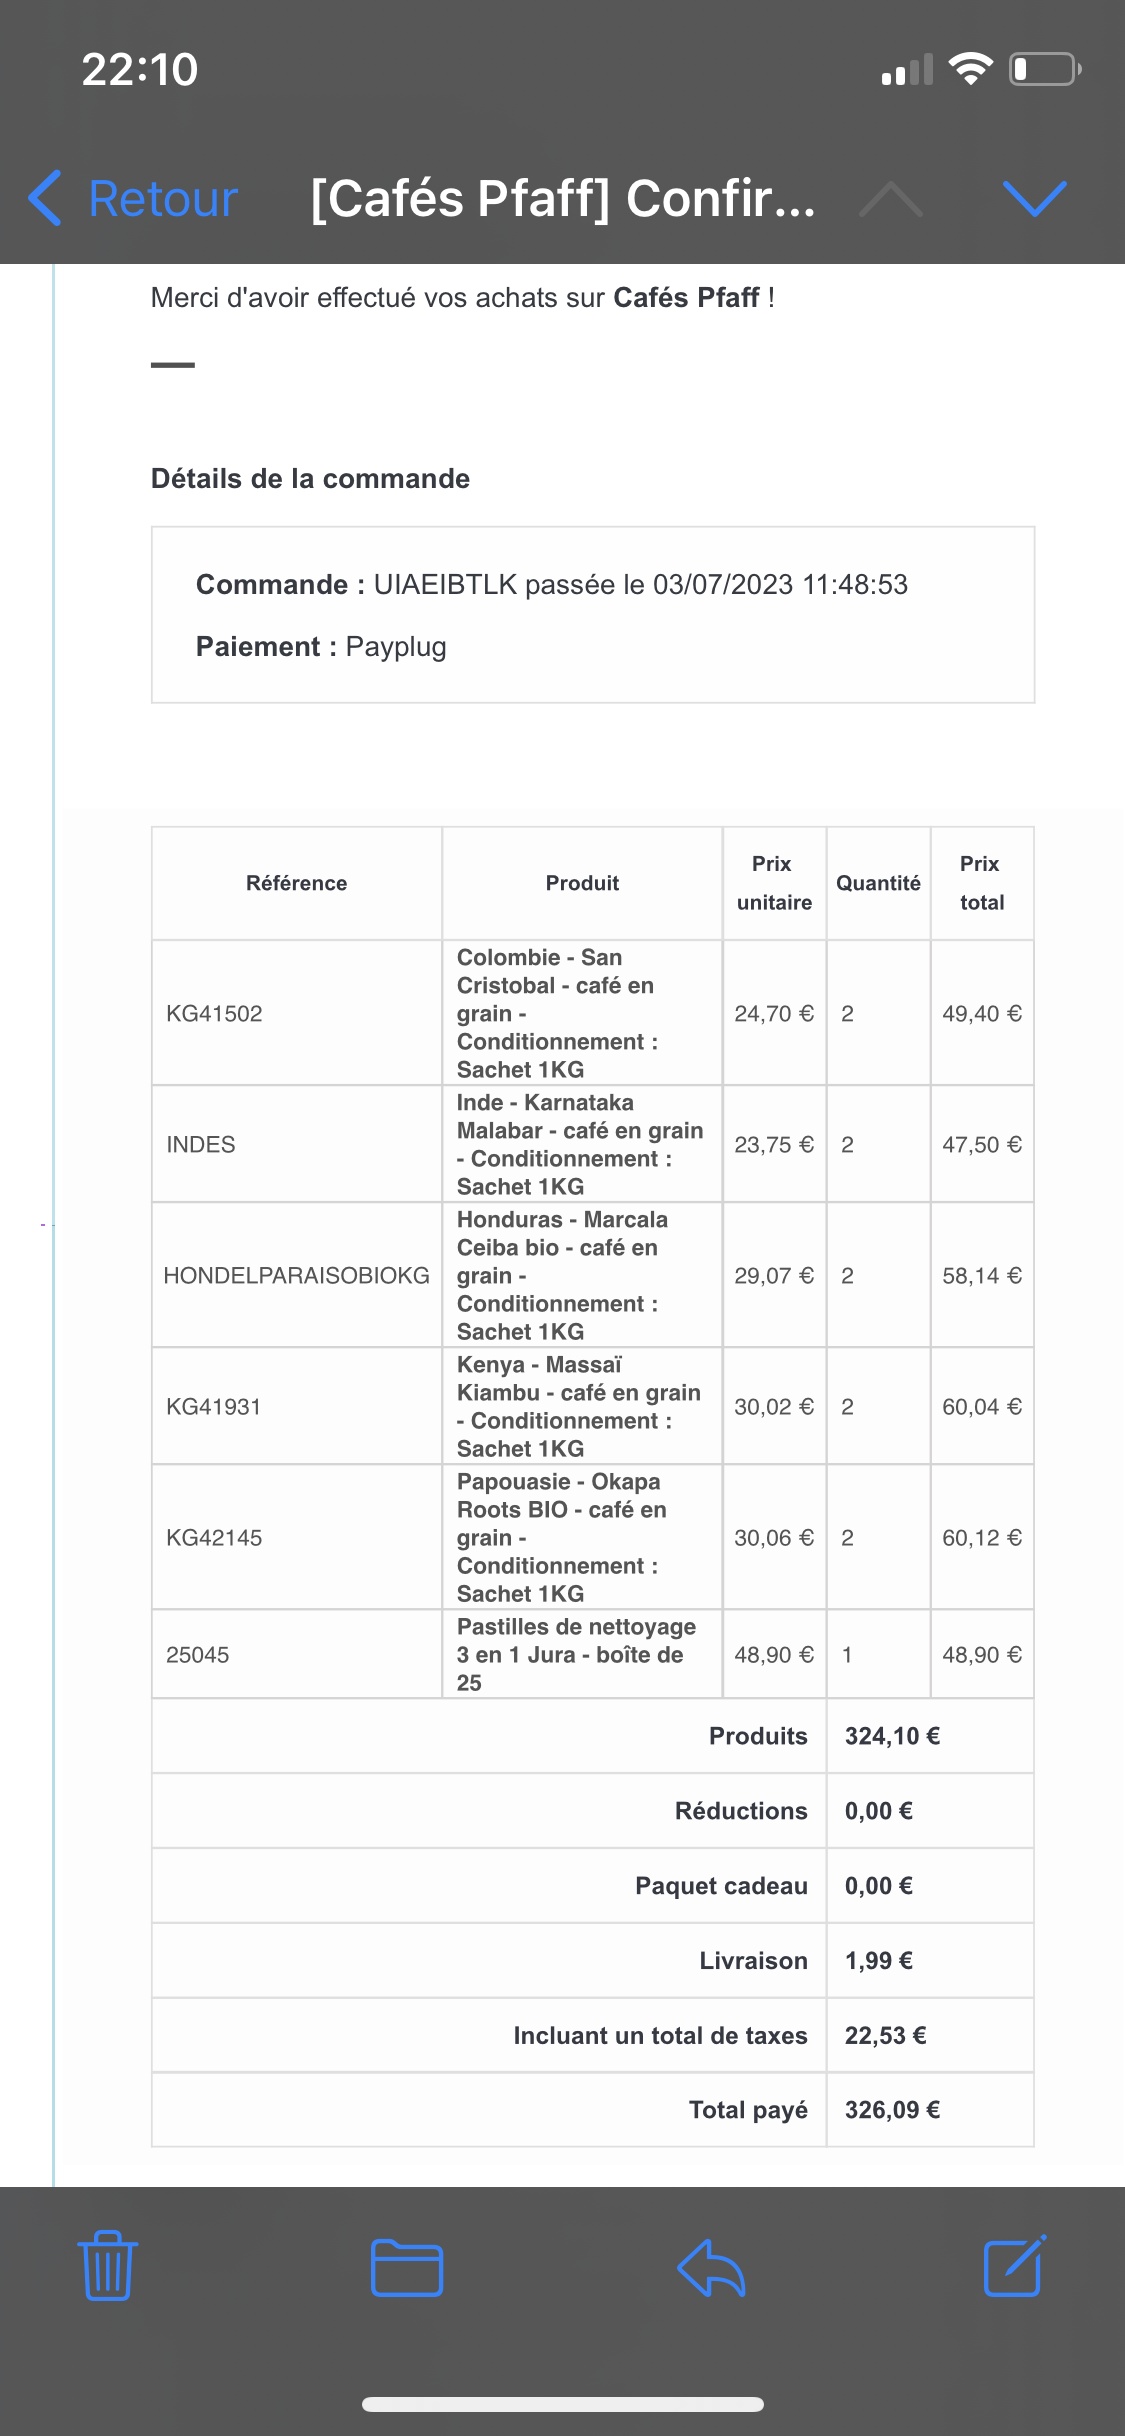 22:10
Retour
[Cafés Pfaff] Confir...
Merci d'avoir effectué vos achats sur Cafés Pfaff !
Détails de la commande
Commande : UIAEIBTLK passée le 03/07/2023 11:48:53
Paiement : Payplug
Référence
Produit
Prix
unitaire
Quantité
Prix
total
KG41502
Colombie - San
Cristobal - café en
grain -
Conditionnement :
Sachet 1KG
24,70 €
2
49,40 €
INDES
Inde - Karnataka
Malabar - café en grain
- Conditionnement :
Sachet 1KG
23,75 €
2
47,50 €
HONDELPARAISOBIOKG
Honduras - Marcala
Ceiba bio - café en
grain -
Conditionnement :
Sachet 1KG
29,07 €
2
58,14 €
KG41931
Kenya - Massaï
Kiambu - café en grain
- Conditionnement :
Sachet 1KG
30,02 €
2
60,04 €
KG42145
Papouasie - Okapa
Roots BIO - café en
grain -
Conditionnement :
Sachet 1KG
30,06 €
2
60,12 €
25045
Pastilles de nettoyage
3 en 1 Jura - boîte de
25
48,90 €
1
48,90 €
Produits 324,10 €
Réductions 0,00 €
Paquet cadeau 0,00 €
Livraison 1,99 €
Incluant un total de taxes 22,53 €
Total payé 326,09 €